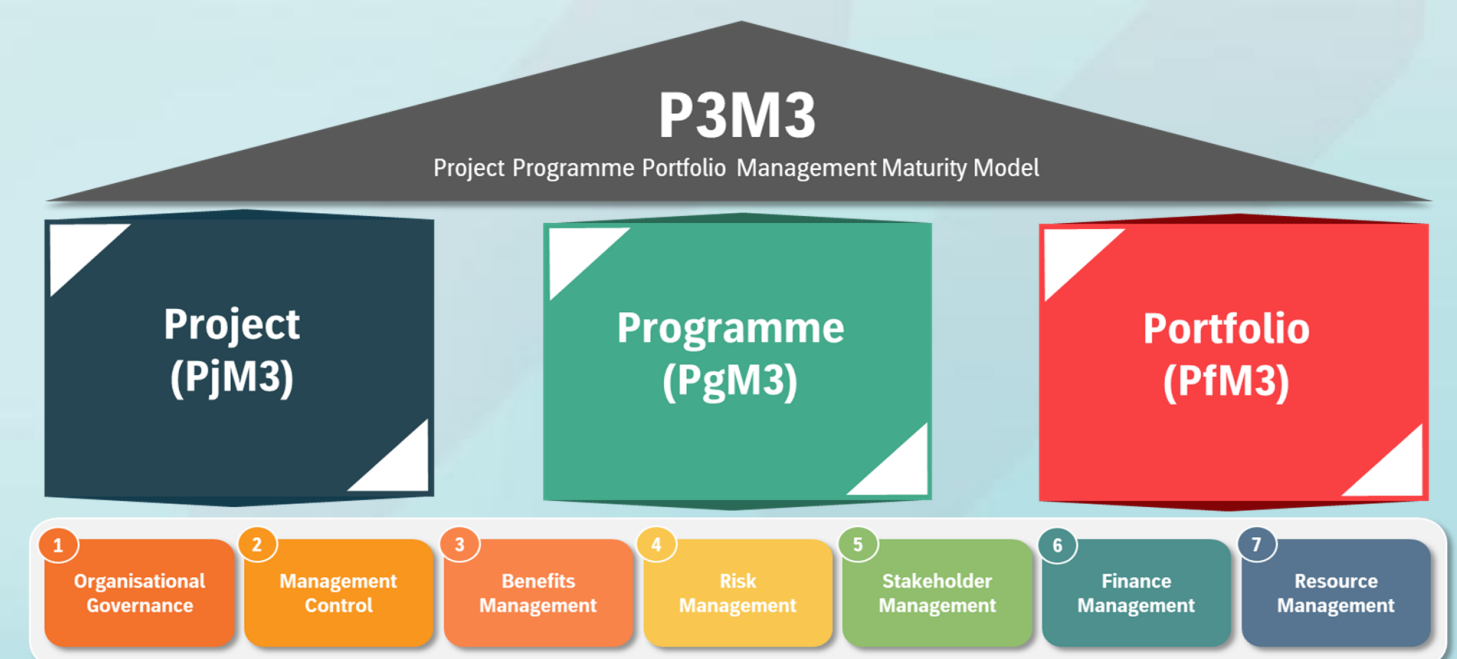 P3M3
Project Programme Portfolio Management Maturity Model
Project
(PjM3)
Programme
(PgM3)
Portfolio
(PfM3)
1
Organisational
Governance
2
Management
Control
3
Benefits
Management
4
Risk
Management
5
Stakeholder
Management
6
Finance
Management
7
Resource
Management